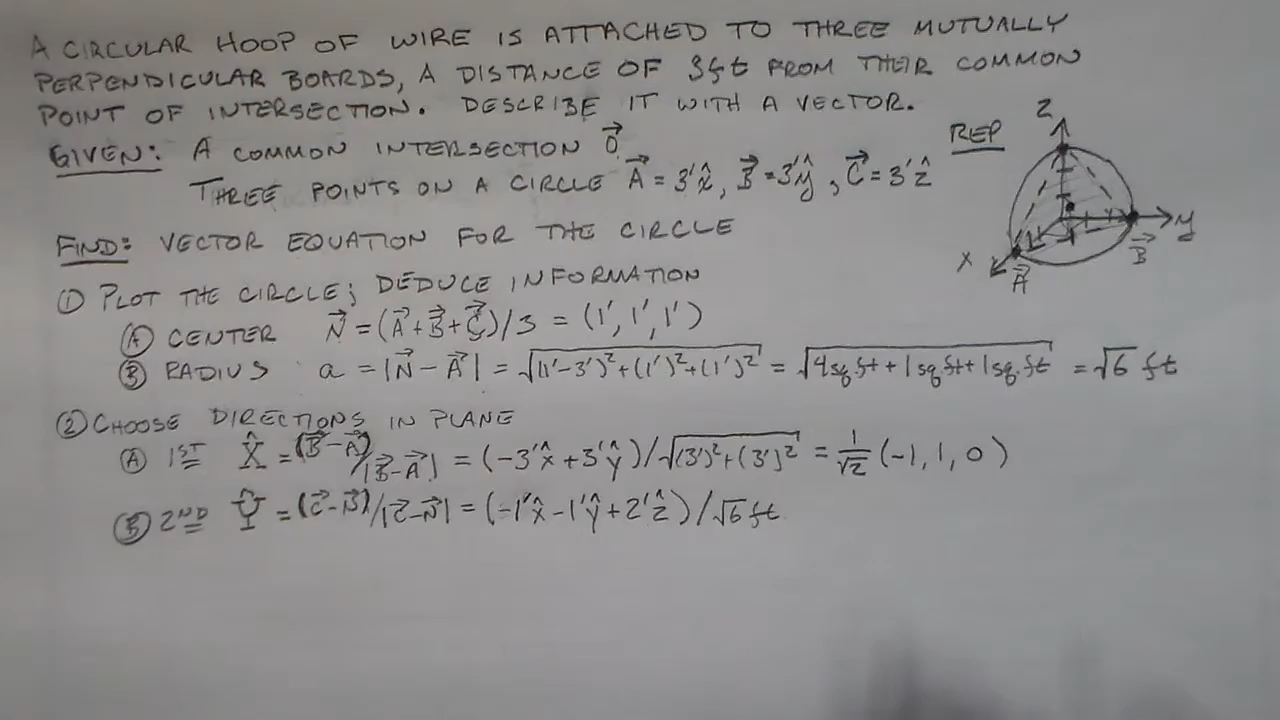 A CIRCULAR HOOP OF WIRE IS ATTACHED TO THREE MUTUALLY
PERPENDICULAR BOARDS, A DISTANCE OF 3ft FROM THEIR COMMON
POINT OF INTERSECTION. DESCRIBE IT WITH A VECTOR.
GIVEN: A COMMON INTERSECTION O⃗
THREE POINTS ON A CIRCLE A⃗ = 3'x̂, B⃗ = 3'ŷ, C⃗ = 3'ẑ
REP
Z
y
X
B⃗
A⃗
FIND: VECTOR EQUATION FOR THE CIRCLE
① PLOT THE CIRCLE; DEDUCE INFORMATION
Ⓐ CENTER N⃗ = (A⃗+B⃗+C⃗)/3 = (1', 1', 1')
Ⓑ RADIUS a = |N⃗ - A⃗| = √((1'-3')²+(1')²+(1')²) = √(4sq ft + 1sq ft + 1sq. ft) = √6 ft
② CHOOSE DIRECTIONS IN PLANE
Ⓐ 1ST X̂ = (B⃗-A⃗)/|B⃗-A⃗| = (-3'x̂ + 3'ŷ)/√((3')²+(3')²) = 1/√2 (-1, 1, 0)
Ⓑ 2ND Ŷ = (C⃗-N⃗)/|C⃗-N⃗| = (-1'x̂ - 1'ŷ + 2'ẑ)/√6 ft